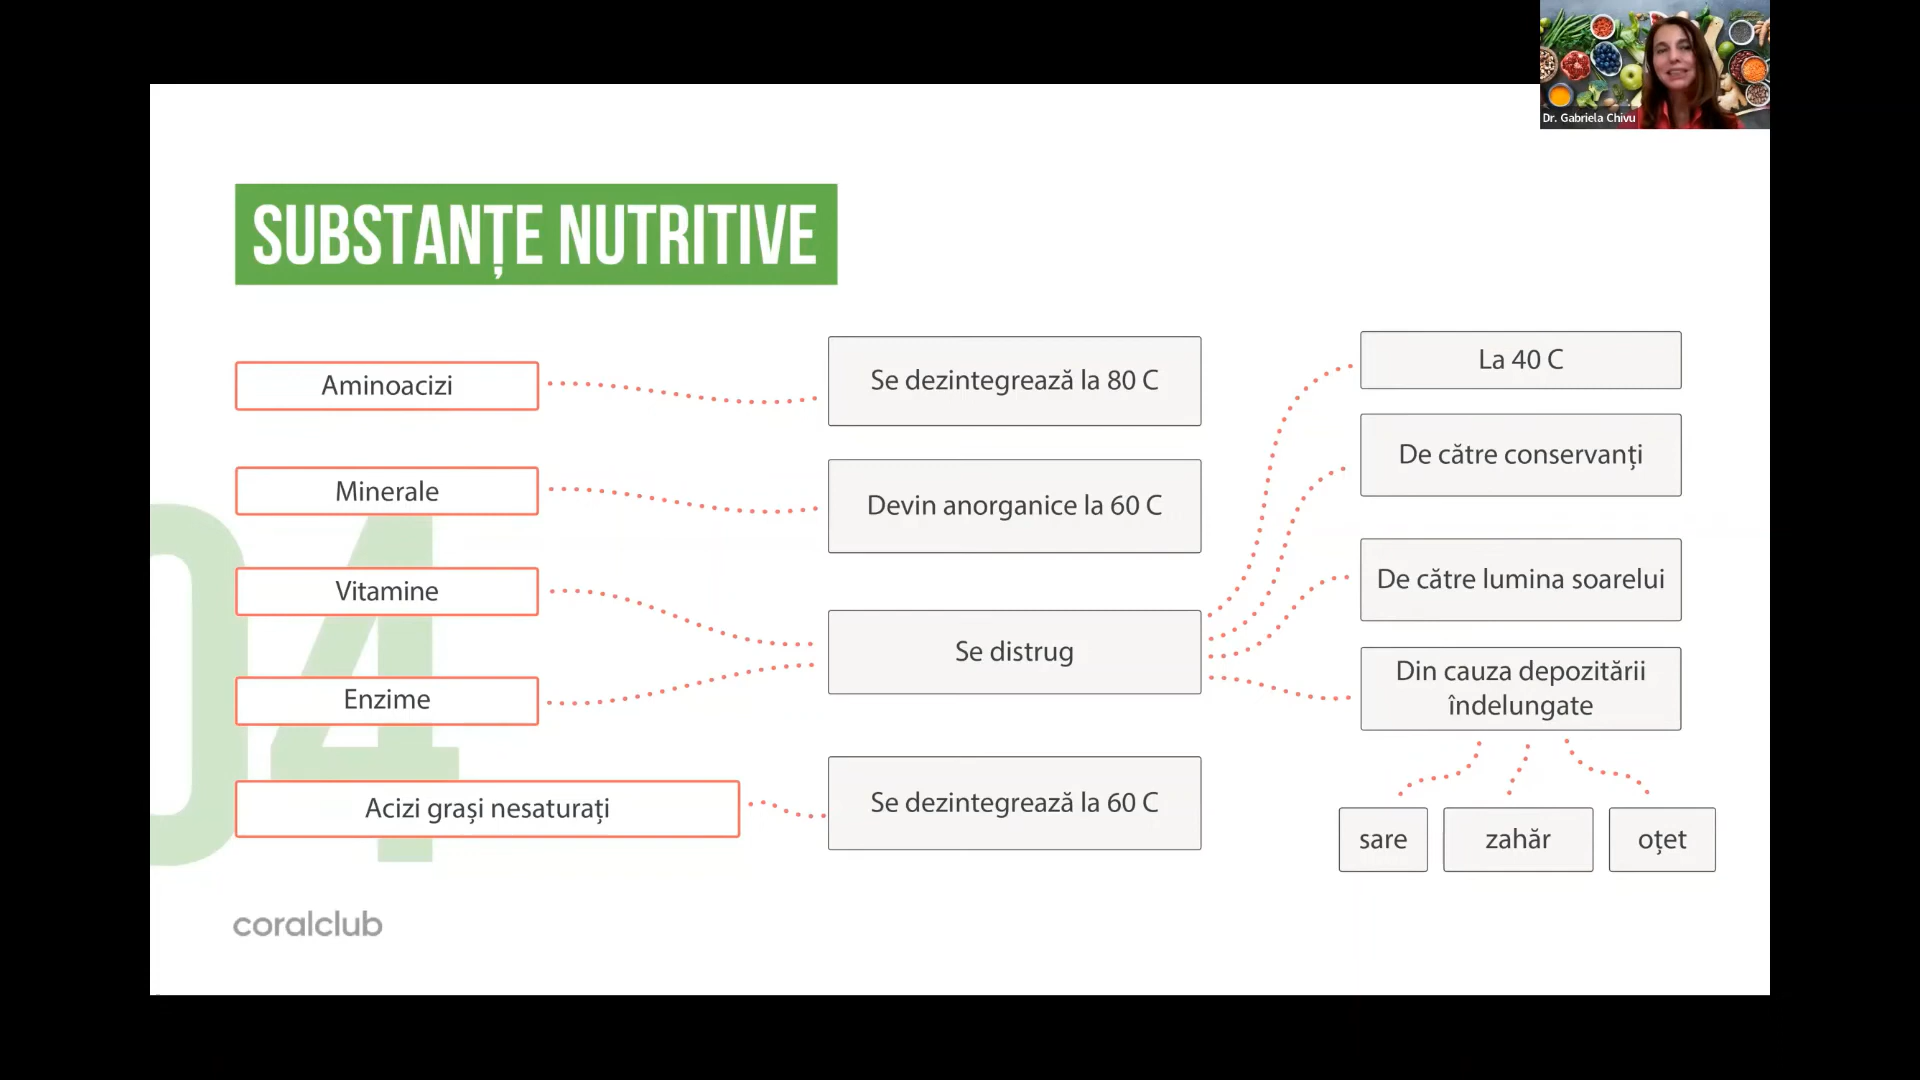 Dr. Gabriela Chivu
SUBSTANȚE NUTRITIVE
Aminoacizi
Se dezintegrează la 80 C
Minerale
Devin anorganice la 60 C
Vitamine
Enzime
Se distrug
La 40 C
De către conservanți
De către lumina soarelui
Din cauza depozitării
îndelungate
sare
zahăr
oțet
Acizi grași nesaturați
Se dezintegrează la 60 C
04
coralclub